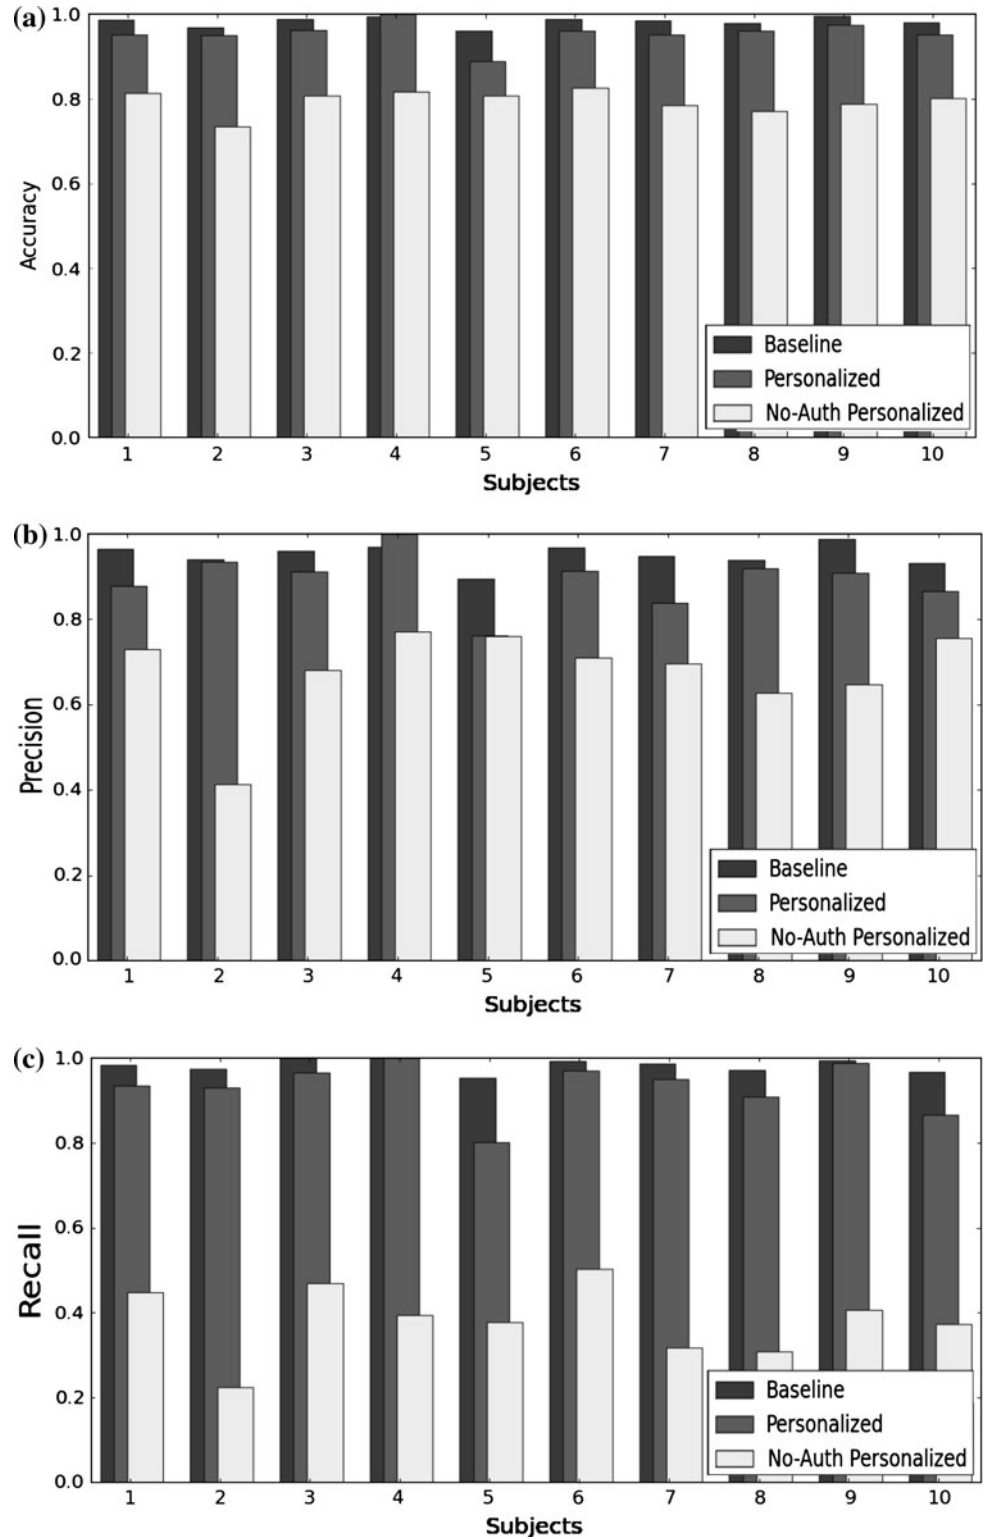 (a)
1.0
0.8
0.6
0.4
0.2
0.0
Accuracy
Baseline
Personalized
No-Auth Personalized
1 2 3 4 5 6 7 8 9 10
Subjects
(b)
1.0
0.8
0.6
0.4
0.2
0.0
Precision
Baseline
Personalized
No-Auth Personalized
1 2 3 4 5 6 7 8 9 10
Subjects
(c)
1.0
0.8
0.6
0.4
0.2
0.0
Recall
Baseline
Personalized
No-Auth Personalized
1 2 3 4 5 6 7 8 9 10
Subjects